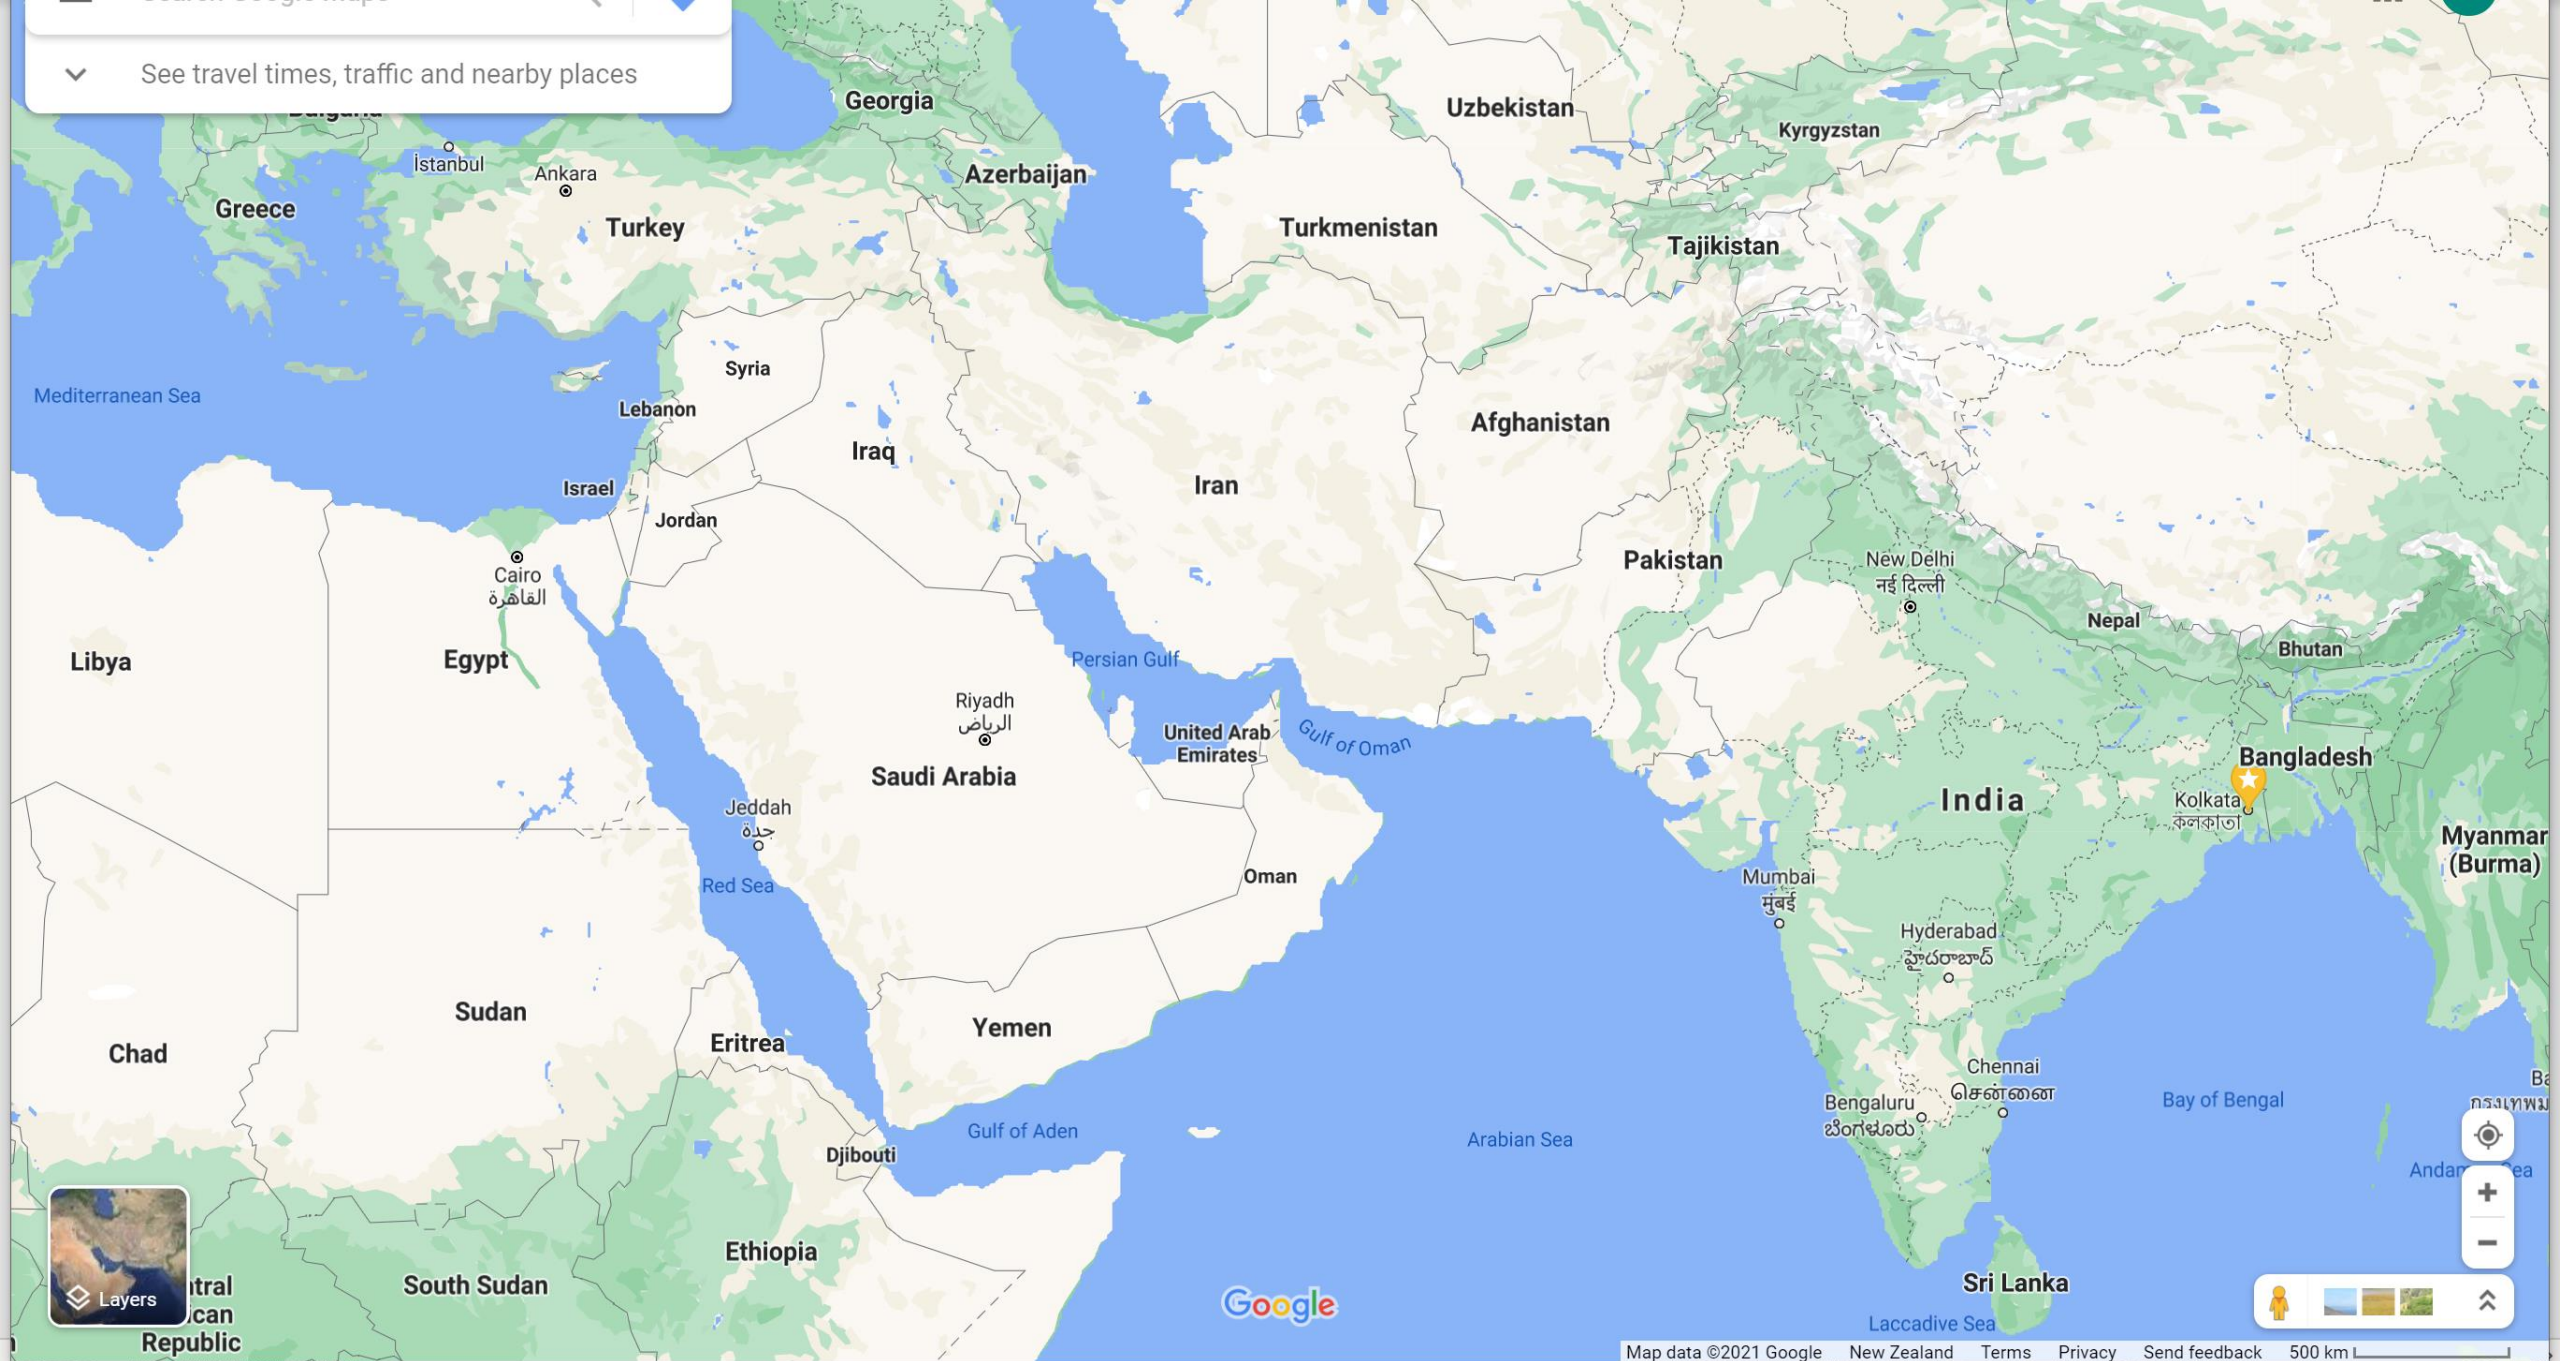 See travel times, traffic and nearby places
Georgia
Uzbekistan
Kyrgyzstan
İstanbul
Ankara
Azerbaijan
Greece
Turkey
Turkmenistan
Tajikistan
Syria
Mediterranean Sea
Lebanon
Afghanistan
Iraq
Iran
Israel
Jordan
Pakistan
New Delhi
नई दिल्ली
Cairo
القاهرة
Nepal
Bhutan
Libya
Egypt
Persian Gulf
Riyadh
الرياض
United Arab
Emirates
Gulf of Oman
Bangladesh
Saudi Arabia
India
Kolkata
কলকাতা
Jeddah
جدة
Myanmar
(Burma)
Red Sea
Oman
Mumbai
मुंबई
Hyderabad
హైదరాబాద్
Sudan
Yemen
Eritrea
Chad
Chennai
சென்னை
Bengaluru
ಬೆಂಗಳೂರು
Bay of Bengal
Gulf of Aden
Arabian Sea
Djibouti
Ethiopia
South Sudan
Sri Lanka
Layers
Republic
Google
Laccadive Sea
Map data ©2021 Google New Zealand Terms Privacy Send feedback 500 km